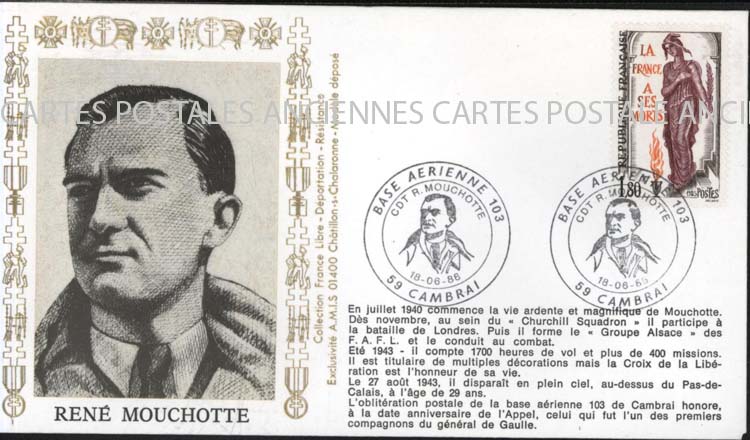 CARTES POSTALES ANCIENNES CARTES POSTALES ANCI
RENÉ MOUCHOTTE
Collection France Libre - Déportation - Résistance
Exclusivité A.M.I.S 01400 Châtillon-s-Chalaronne - Modèle déposé
LA
FRANCE
A
SES
MORTS
REPUBLIQUE FRANÇAISE
1,80
1985 POSTES
BASE AERIENNE 103
CDT R. MOUCHOTTE
18-06-86
59 CAMBRAI
BASE AERIENNE 103
CDT R. MOUCHOTTE
59 CAMBRAI
En juillet 1940 commence la vie ardente et magnifique de Mouchotte.
Dès novembre, au sein du « Churchill Squadron » il participe à
la bataille de Londres. Puis il forme le « Groupe Alsace » des
F. A. F. L. et le conduit au combat.
Eté 1943 - il compte 1700 heures de vol et plus de 400 missions.
Il est titulaire de multiples décorations mais la Croix de la Libé-
ration est l'honneur de sa vie.
Le 27 août 1943, il disparaît en plein ciel, au-dessus du Pas-de-
Calais, à l'âge de 29 ans.
L'oblitération postale de la base aérienne 103 de Cambrai honore,
à la date anniversaire de l'Appel, celui qui fut l'un des premiers
compagnons du général de Gaulle.